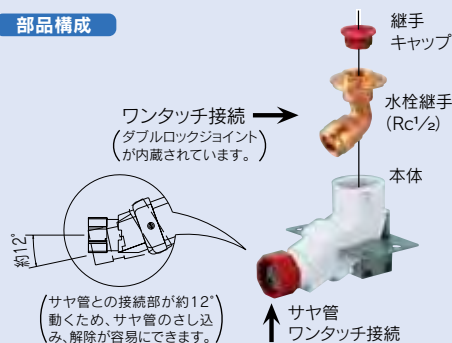 部品構成
継手
キャップ
水栓継手
(Rc½)
ワンタッチ接続
(ダブルロックジョイント
が内蔵されています。)
本体
約12°
(サヤ管との接続部が約12°
動くため、サヤ管のさし込
み、解除が容易にできます。)
サヤ管
ワンタッチ接続